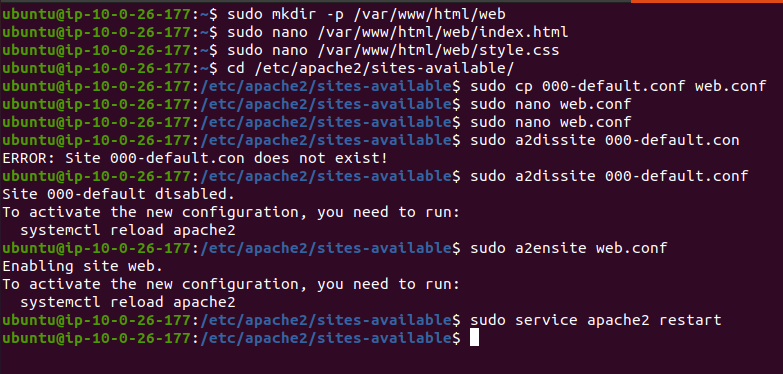 ubuntu@ip-10-0-26-177:~$ sudo mkdir -p /var/www/html/web
ubuntu@ip-10-0-26-177:~$ sudo nano /var/www/html/web/index.html
ubuntu@ip-10-0-26-177:~$ sudo nano /var/www/html/web/style.css
ubuntu@ip-10-0-26-177:~$ cd /etc/apache2/sites-available/
ubuntu@ip-10-0-26-177:/etc/apache2/sites-available$ sudo cp 000-default.conf web.conf
ubuntu@ip-10-0-26-177:/etc/apache2/sites-available$ sudo nano web.conf
ubuntu@ip-10-0-26-177:/etc/apache2/sites-available$ sudo nano web.conf
ubuntu@ip-10-0-26-177:/etc/apache2/sites-available$ sudo a2dissite 000-default.con
ERROR: Site 000-default.con does not exist!
ubuntu@ip-10-0-26-177:/etc/apache2/sites-available$ sudo a2dissite 000-default.conf
Site 000-default disabled.
To activate the new configuration, you need to run:
  systemctl reload apache2
ubuntu@ip-10-0-26-177:/etc/apache2/sites-available$ sudo a2ensite web.conf
Enabling site web.
To activate the new configuration, you need to run:
  systemctl reload apache2
ubuntu@ip-10-0-26-177:/etc/apache2/sites-available$ sudo service apache2 restart
ubuntu@ip-10-0-26-177:/etc/apache2/sites-available$